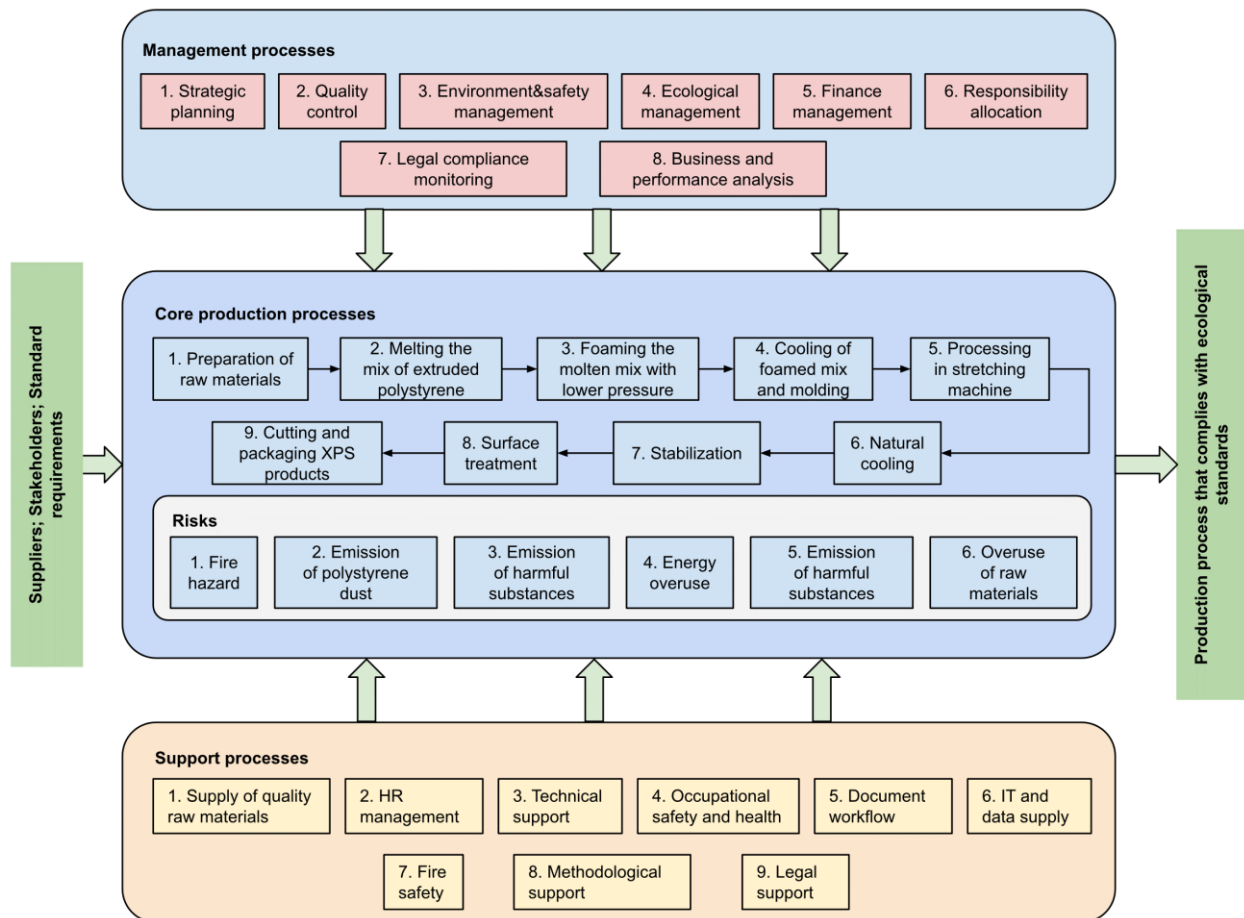 Management processes
1. Strategic
planning
2. Quality
control
3. Environment&safety
management
4. Ecological
management
5. Finance
management
6. Responsibility
allocation
7. Legal compliance
monitoring
8. Business and
performance analysis
Suppliers; Stakeholders; Standard
requirements
Core production processes
1. Preparation of
raw materials
2. Melting the
mix of extruded
polystyrene
3. Foaming the
molten mix with
lower pressure
4. Cooling of
foamed mix
and molding
5. Processing
in stretching
machine
9. Cutting and
packaging XPS
products
8. Surface
treatment
7. Stabilization
6. Natural
cooling
Risks
1. Fire
hazard
2. Emission
of polystyrene
dust
3. Emission
of harmful
substances
4. Energy
overuse
5. Emission
of harmful
substances
6. Overuse
of raw
materials
Production process that complies with ecological
standards
Support processes
1. Supply of quality
raw materials
2. HR
management
3. Technical
support
4. Occupational
safety and health
5. Document
workflow
6. IT and
data supply
7. Fire
safety
8. Methodological
support
9. Legal
support